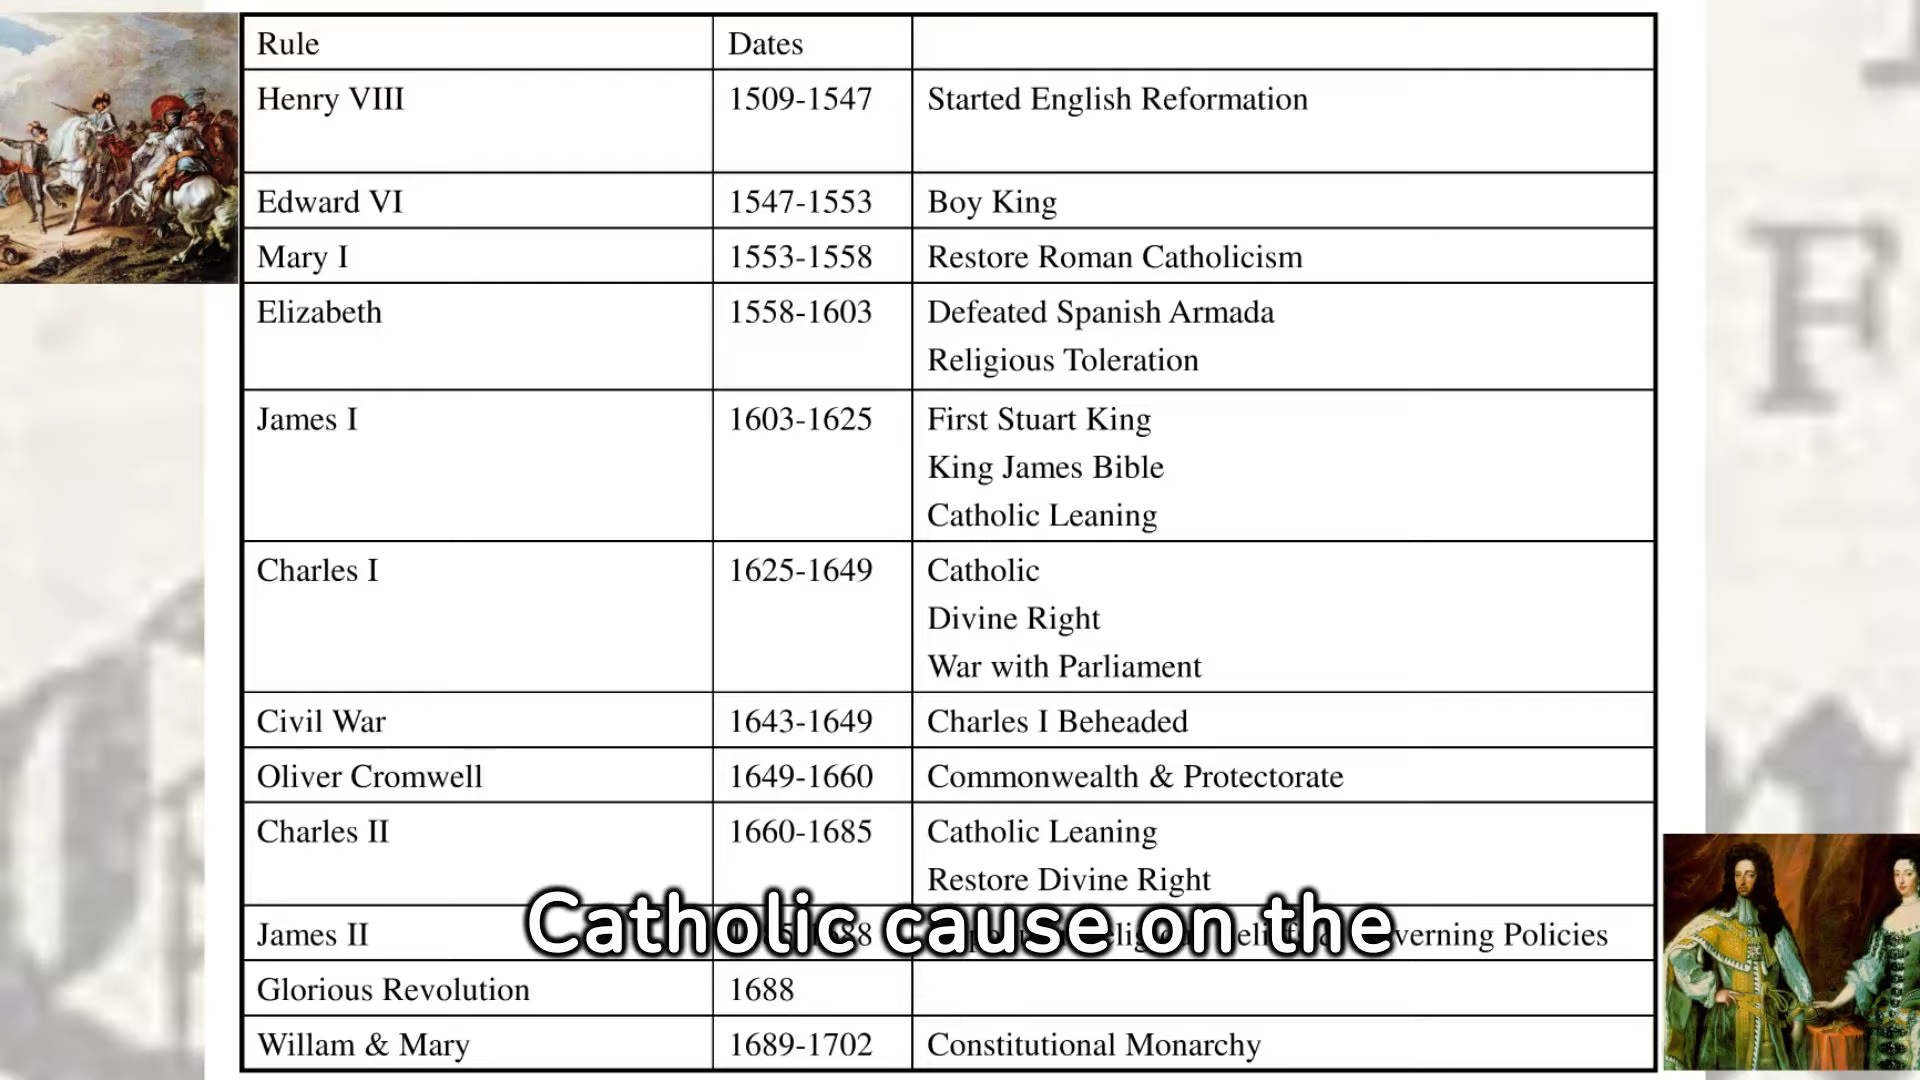 Rule Dates
Henry VIII 1509-1547 Started English Reformation
Edward VI 1547-1553 Boy King
Mary I 1553-1558 Restore Roman Catholicism
Elizabeth 1558-1603 Defeated Spanish Armada
Religious Toleration
James I 1603-1625 First Stuart King
King James Bible
Catholic Leaning
Charles I 1625-1649 Catholic
Divine Right
War with Parliament
Civil War 1643-1649 Charles I Beheaded
Oliver Cromwell 1649-1660 Commonwealth & Protectorate
Charles II 1660-1685 Catholic Leaning
Restore Divine Right
James II Policies
Catholic cause on the
Glorious Revolution 1688
Willam & Mary 1689-1702 Constitutional Monarchy